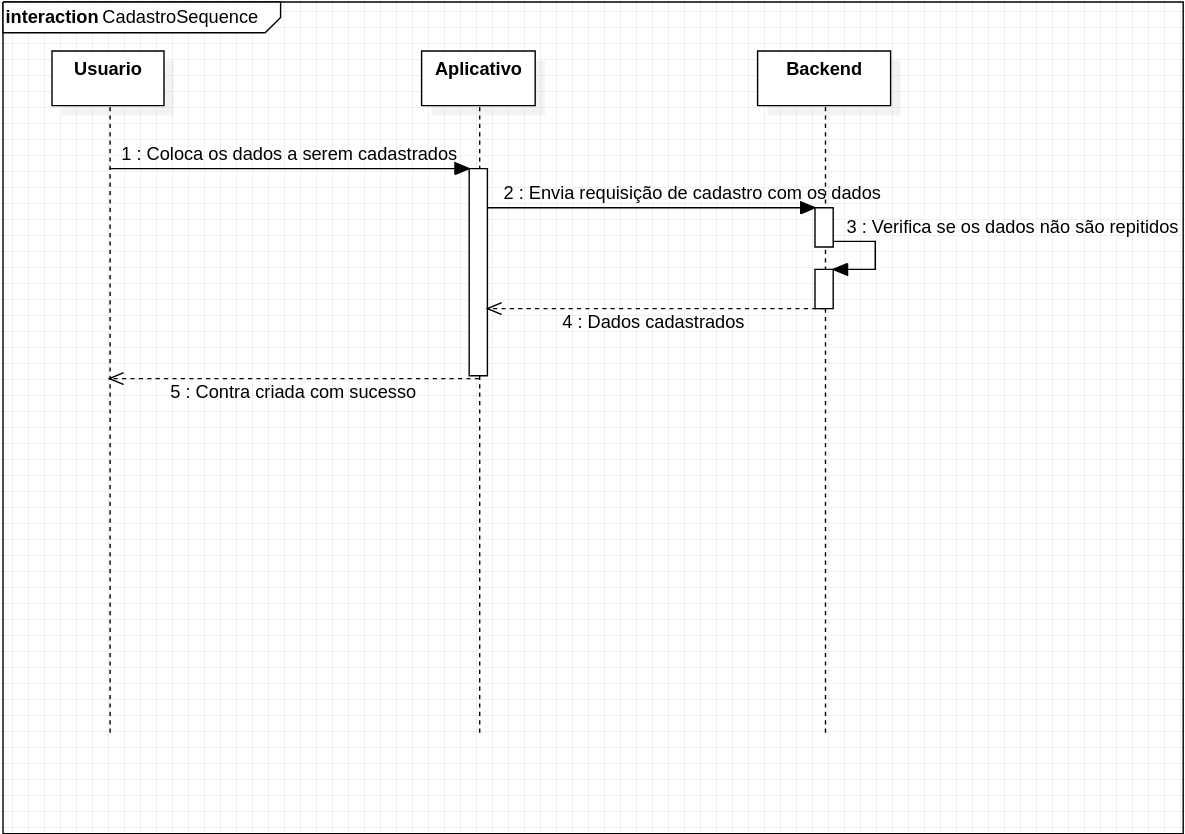 interaction CadastroSequence
Usuario
Aplicativo
Backend
1 : Coloca os dados a serem cadastrados
2 : Envia requisição de cadastro com os dados
3 : Verifica se os dados não são repitidos
4 : Dados cadastrados
5 : Contra criada com sucesso